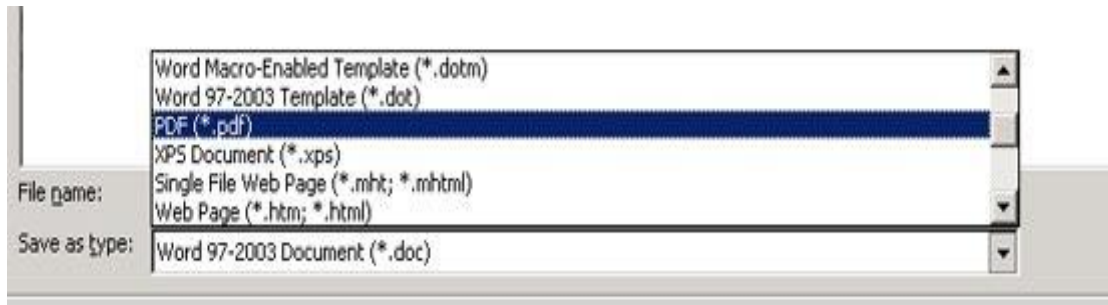 Word Macro-Enabled Template (*.dotm)
Word 97-2003 Template (*.dot)
PDF (*.pdf)
XPS Document (*.xps)
Single File Web Page (*.mht; *.mhtml)
Web Page (*.htm; *.html)
File name:
Save as type: Word 97-2003 Document (*.doc)